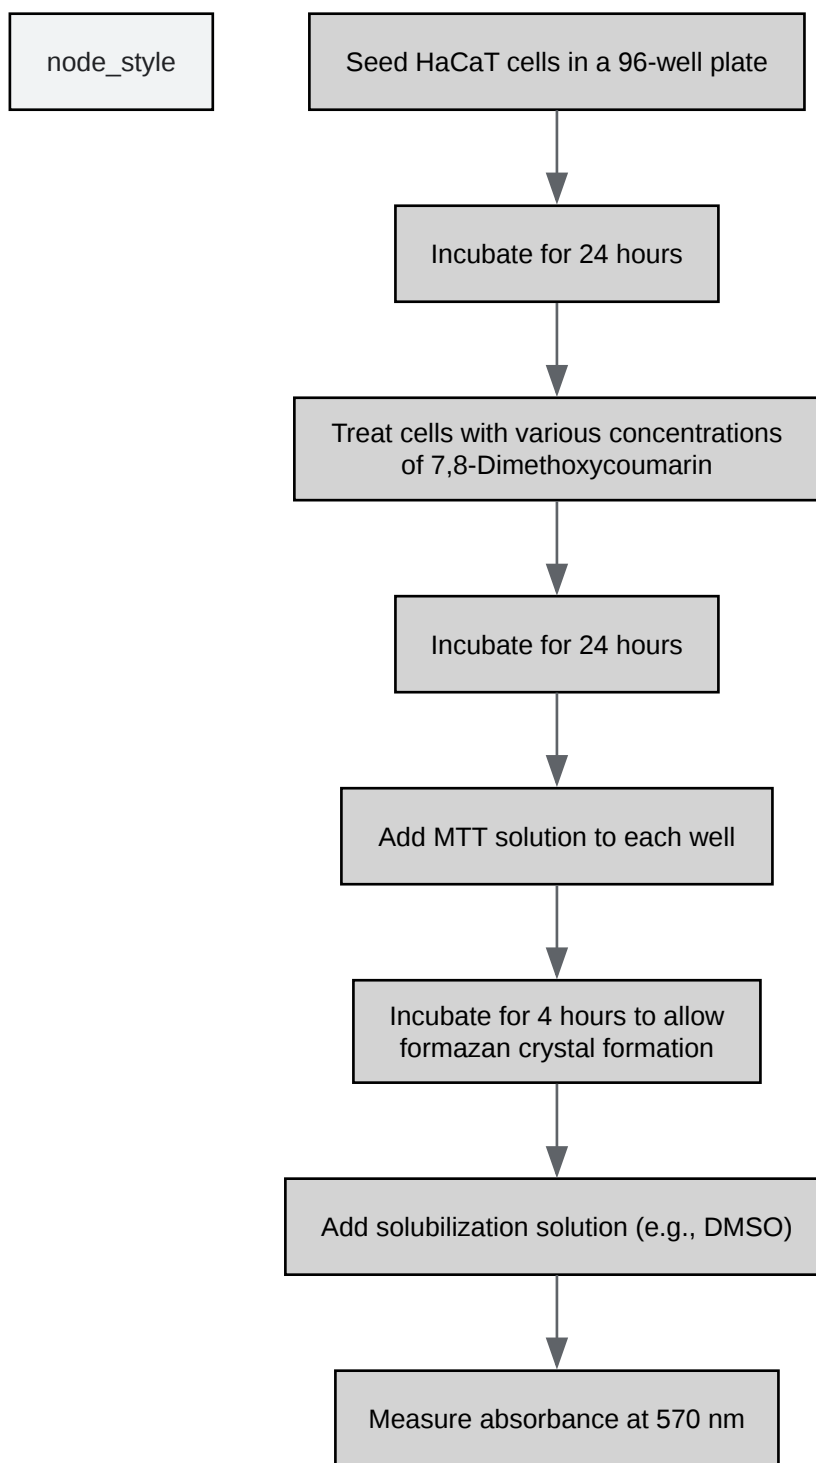 node_style
Seed HaCaT cells in a 96-well plate
Incubate for 24 hours
Treat cells with various concentrations
of 7,8-Dimethoxycoumarin
Incubate for 24 hours
Add MTT solution to each well
Incubate for 4 hours to allow
formazan crystal formation
Add solubilization solution (e.g., DMSO)
Measure absorbance at 570 nm